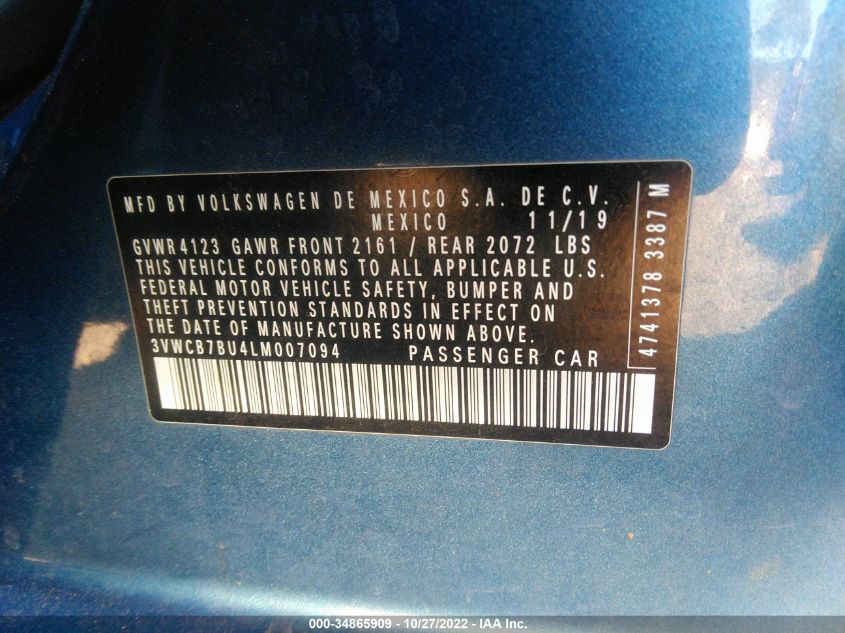 MFD BY VOLKSWAGEN DE MEXICO S.A. DE C.V.
MEXICO 11/19
GVWR 4123 GAWR FRONT 2161 / REAR 2072 LBS
THIS VEHICLE CONFORMS TO ALL APPLICABLE U.S.
FEDERAL MOTOR VEHICLE SAFETY, BUMPER AND
THEFT PREVENTION STANDARDS IN EFFECT ON
THE DATE OF MANUFACTURE SHOWN ABOVE.
3VWCB7BU4LM007094 PASSENGER CAR
4741378 3387 M
000-34865909 - 10/27/2022 - IAA Inc.